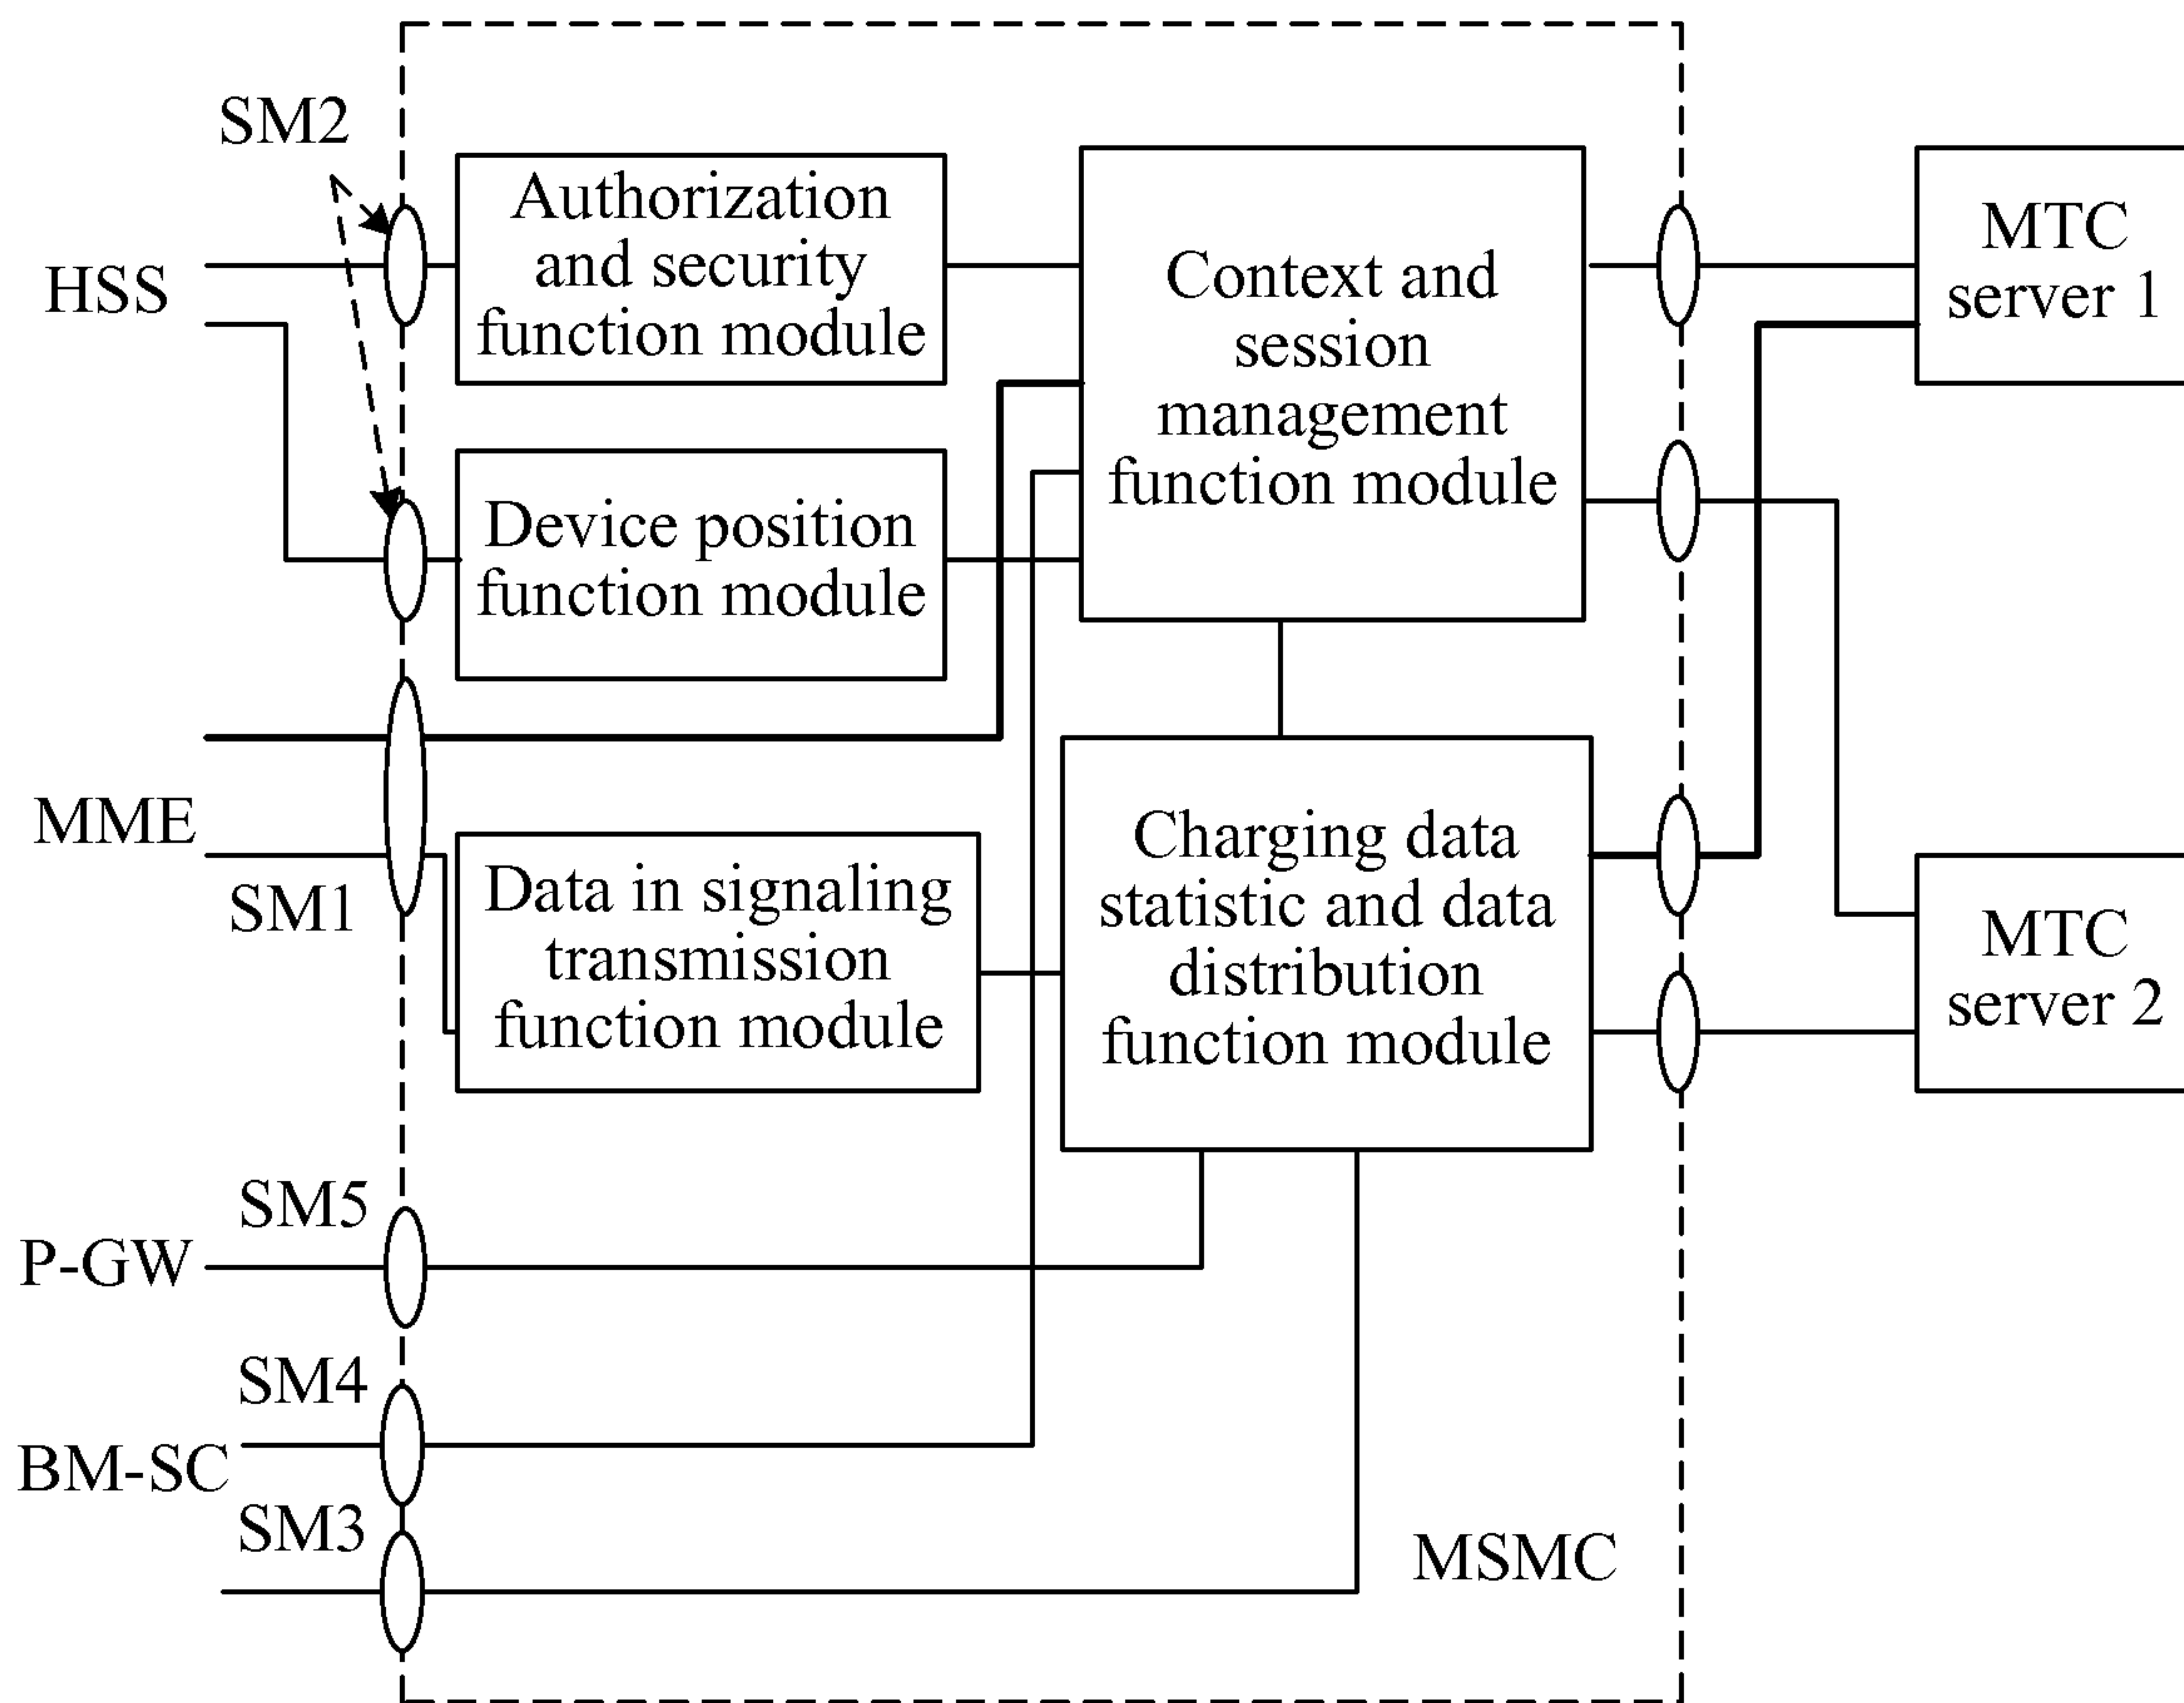 SM2
HSS
Authorization
and security
function module
Device position
function module
Context and
session
management
function module
MTC
server 1
MME
SM1
Data in signaling
transmission
function module
Charging data
statistic and data
distribution
function module
MTC
server 2
SM5
P-GW
SM4
BM-SC
SM3
MSMC